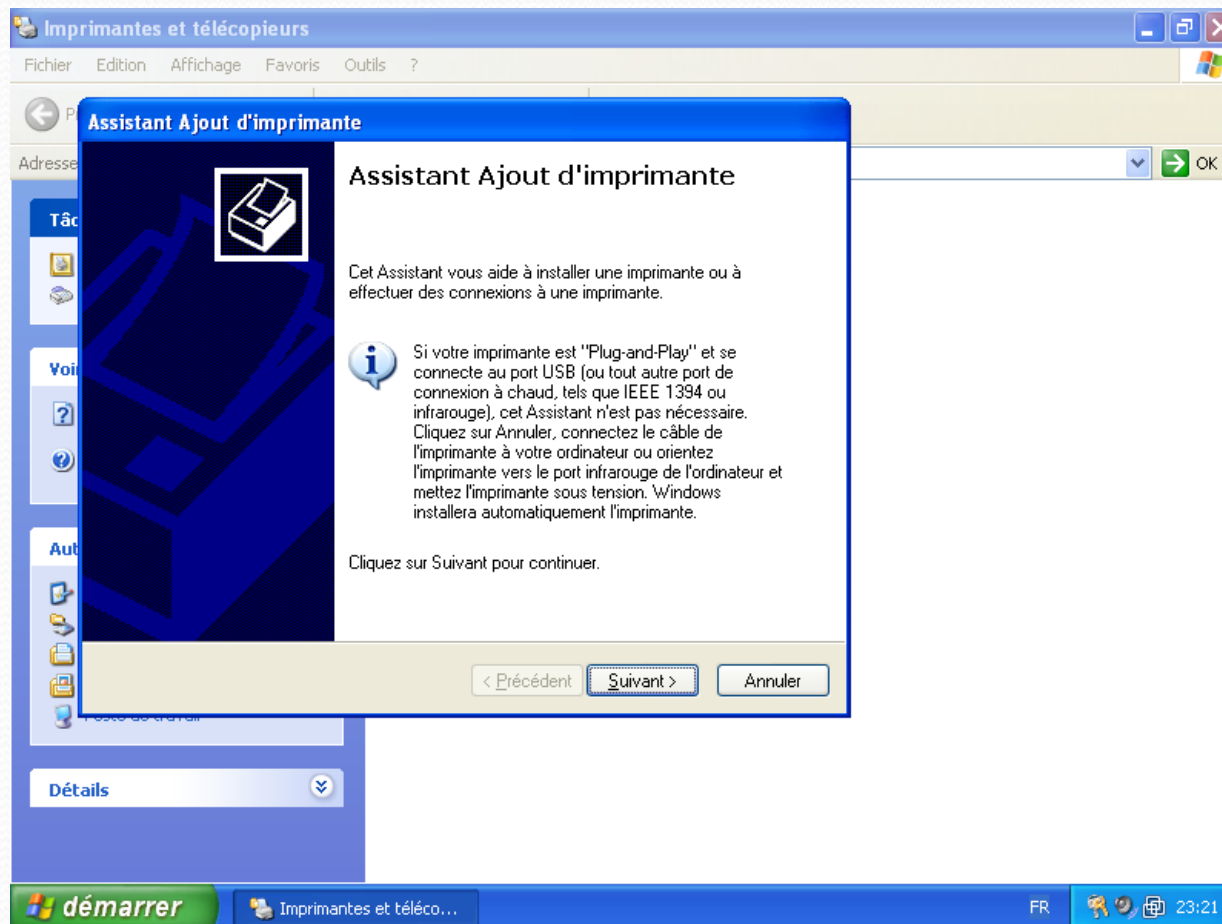 Imprimantes et télécopieurs
Fichier Edition Affichage Favoris Outils ?
Adresse
OK
Assistant Ajout d'imprimante
Assistant Ajout d'imprimante
Cet Assistant vous aide à installer une imprimante ou à
effectuer des connexions à une imprimante.
Si votre imprimante est "Plug-and-Play" et se
connecte au port USB (ou tout autre port de
connexion à chaud, tels que IEEE 1394 ou
infrarouge), cet Assistant n'est pas nécessaire.
Cliquez sur Annuler, connectez le câble de
l'imprimante à votre ordinateur ou orientez
l'imprimante vers le port infrarouge de l'ordinateur et
mettez l'imprimante sous tension. Windows
installera automatiquement l'imprimante.
Cliquez sur Suivant pour continuer.
< Précédent Suivant > Annuler
Détails
démarrer Imprimantes et téléco... FR 23:21